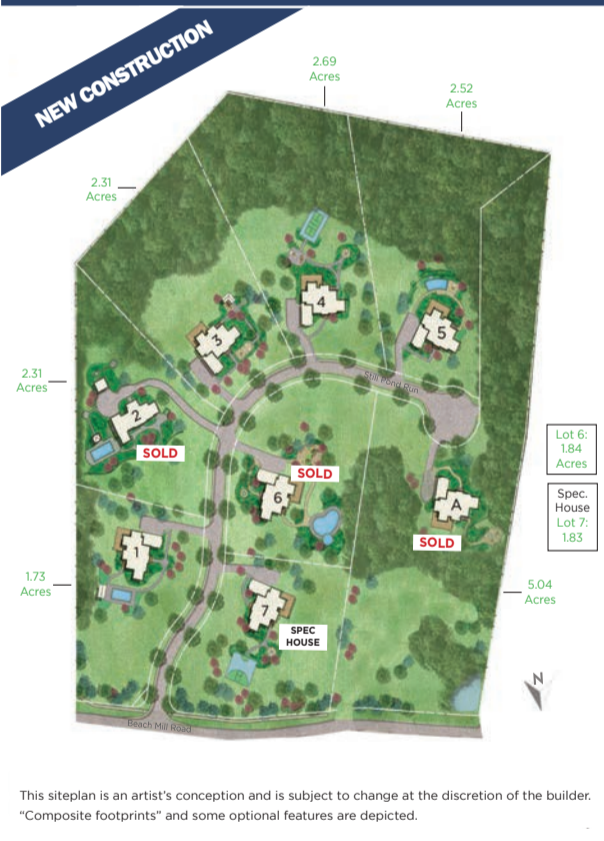 NEW CONSTRUCTION
2.69
Acres
2.52
Acres
2.31
Acres
4
5
3
Still Pond Run
2.31
Acres
2
SOLD
SOLD
6
A
SOLD
Lot 6:
1.84
Acres
Spec.
House
Lot 7:
1.83
1
1.73
Acres
7
SPEC
HOUSE
5.04
Acres
N
Beach Mill Road
This siteplan is an artist's conception and is subject to change at the discretion of the builder.
“Composite footprints” and some optional features are depicted.